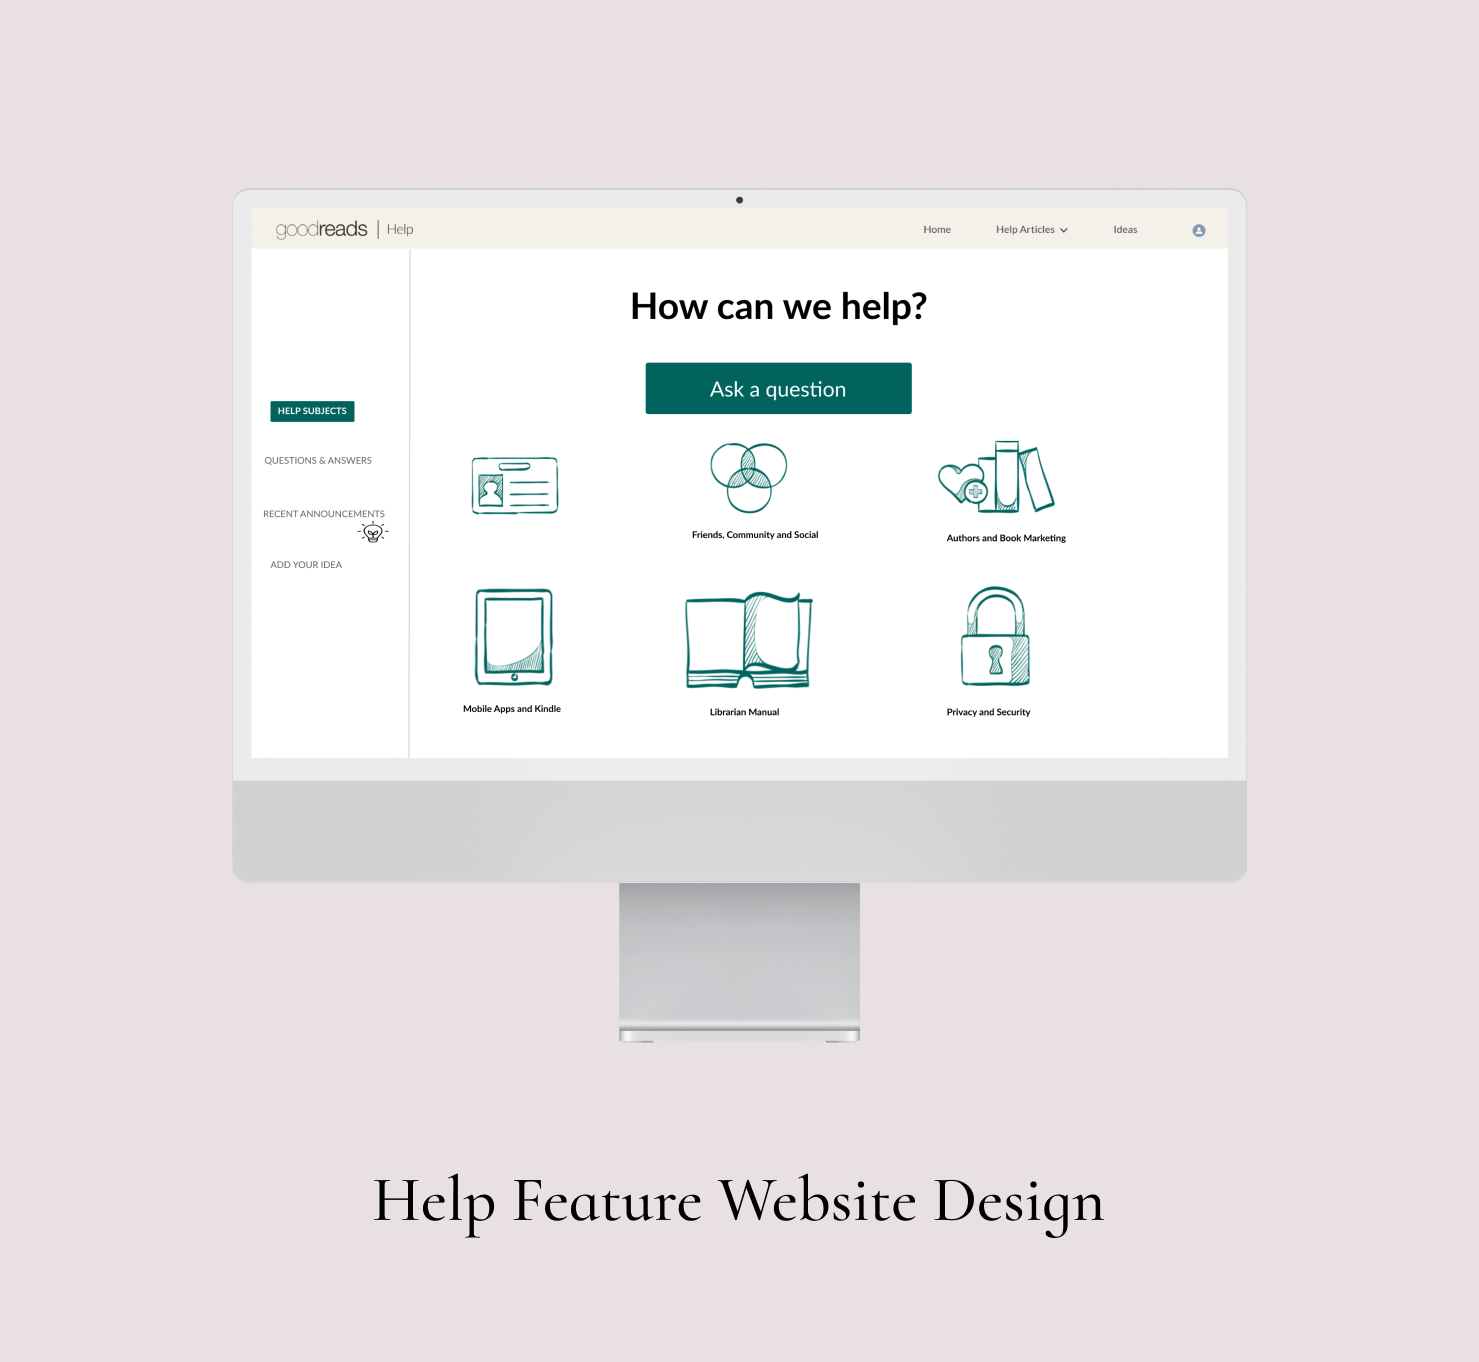 goodreads | Help
Home
Help Articles
Ideas
How can we help?
Ask a question
HELP SUBJECTS
QUESTIONS & ANSWERS
RECENT ANNOUNCEMENTS
ADD YOUR IDEA
Friends, Community and Social
Authors and Book Marketing
Mobile Apps and Kindle
Librarian Manual
Privacy and Security
Help Feature Website Design